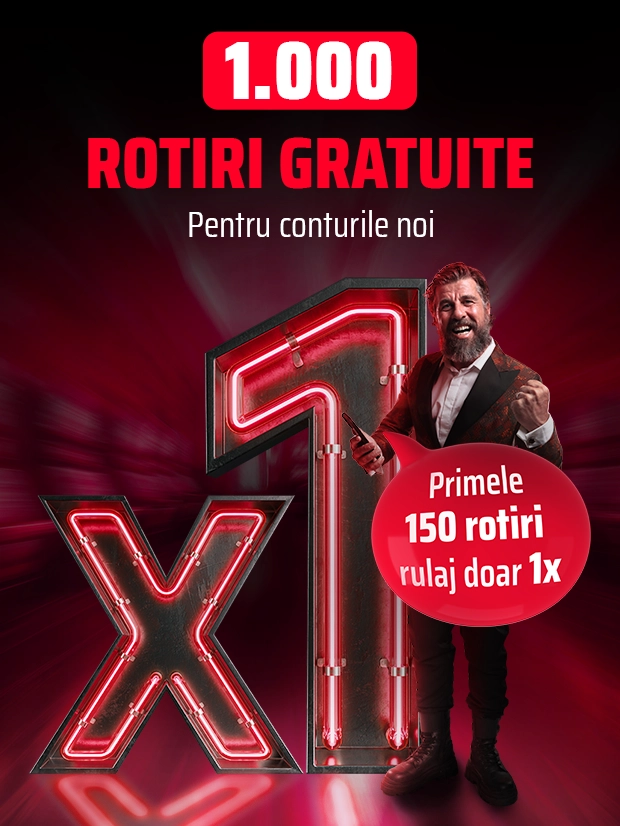 1.000
ROTIRI GRATUITE
Pentru conturile noi
x1
Primele
150 rotiri
rulaj doar 1x